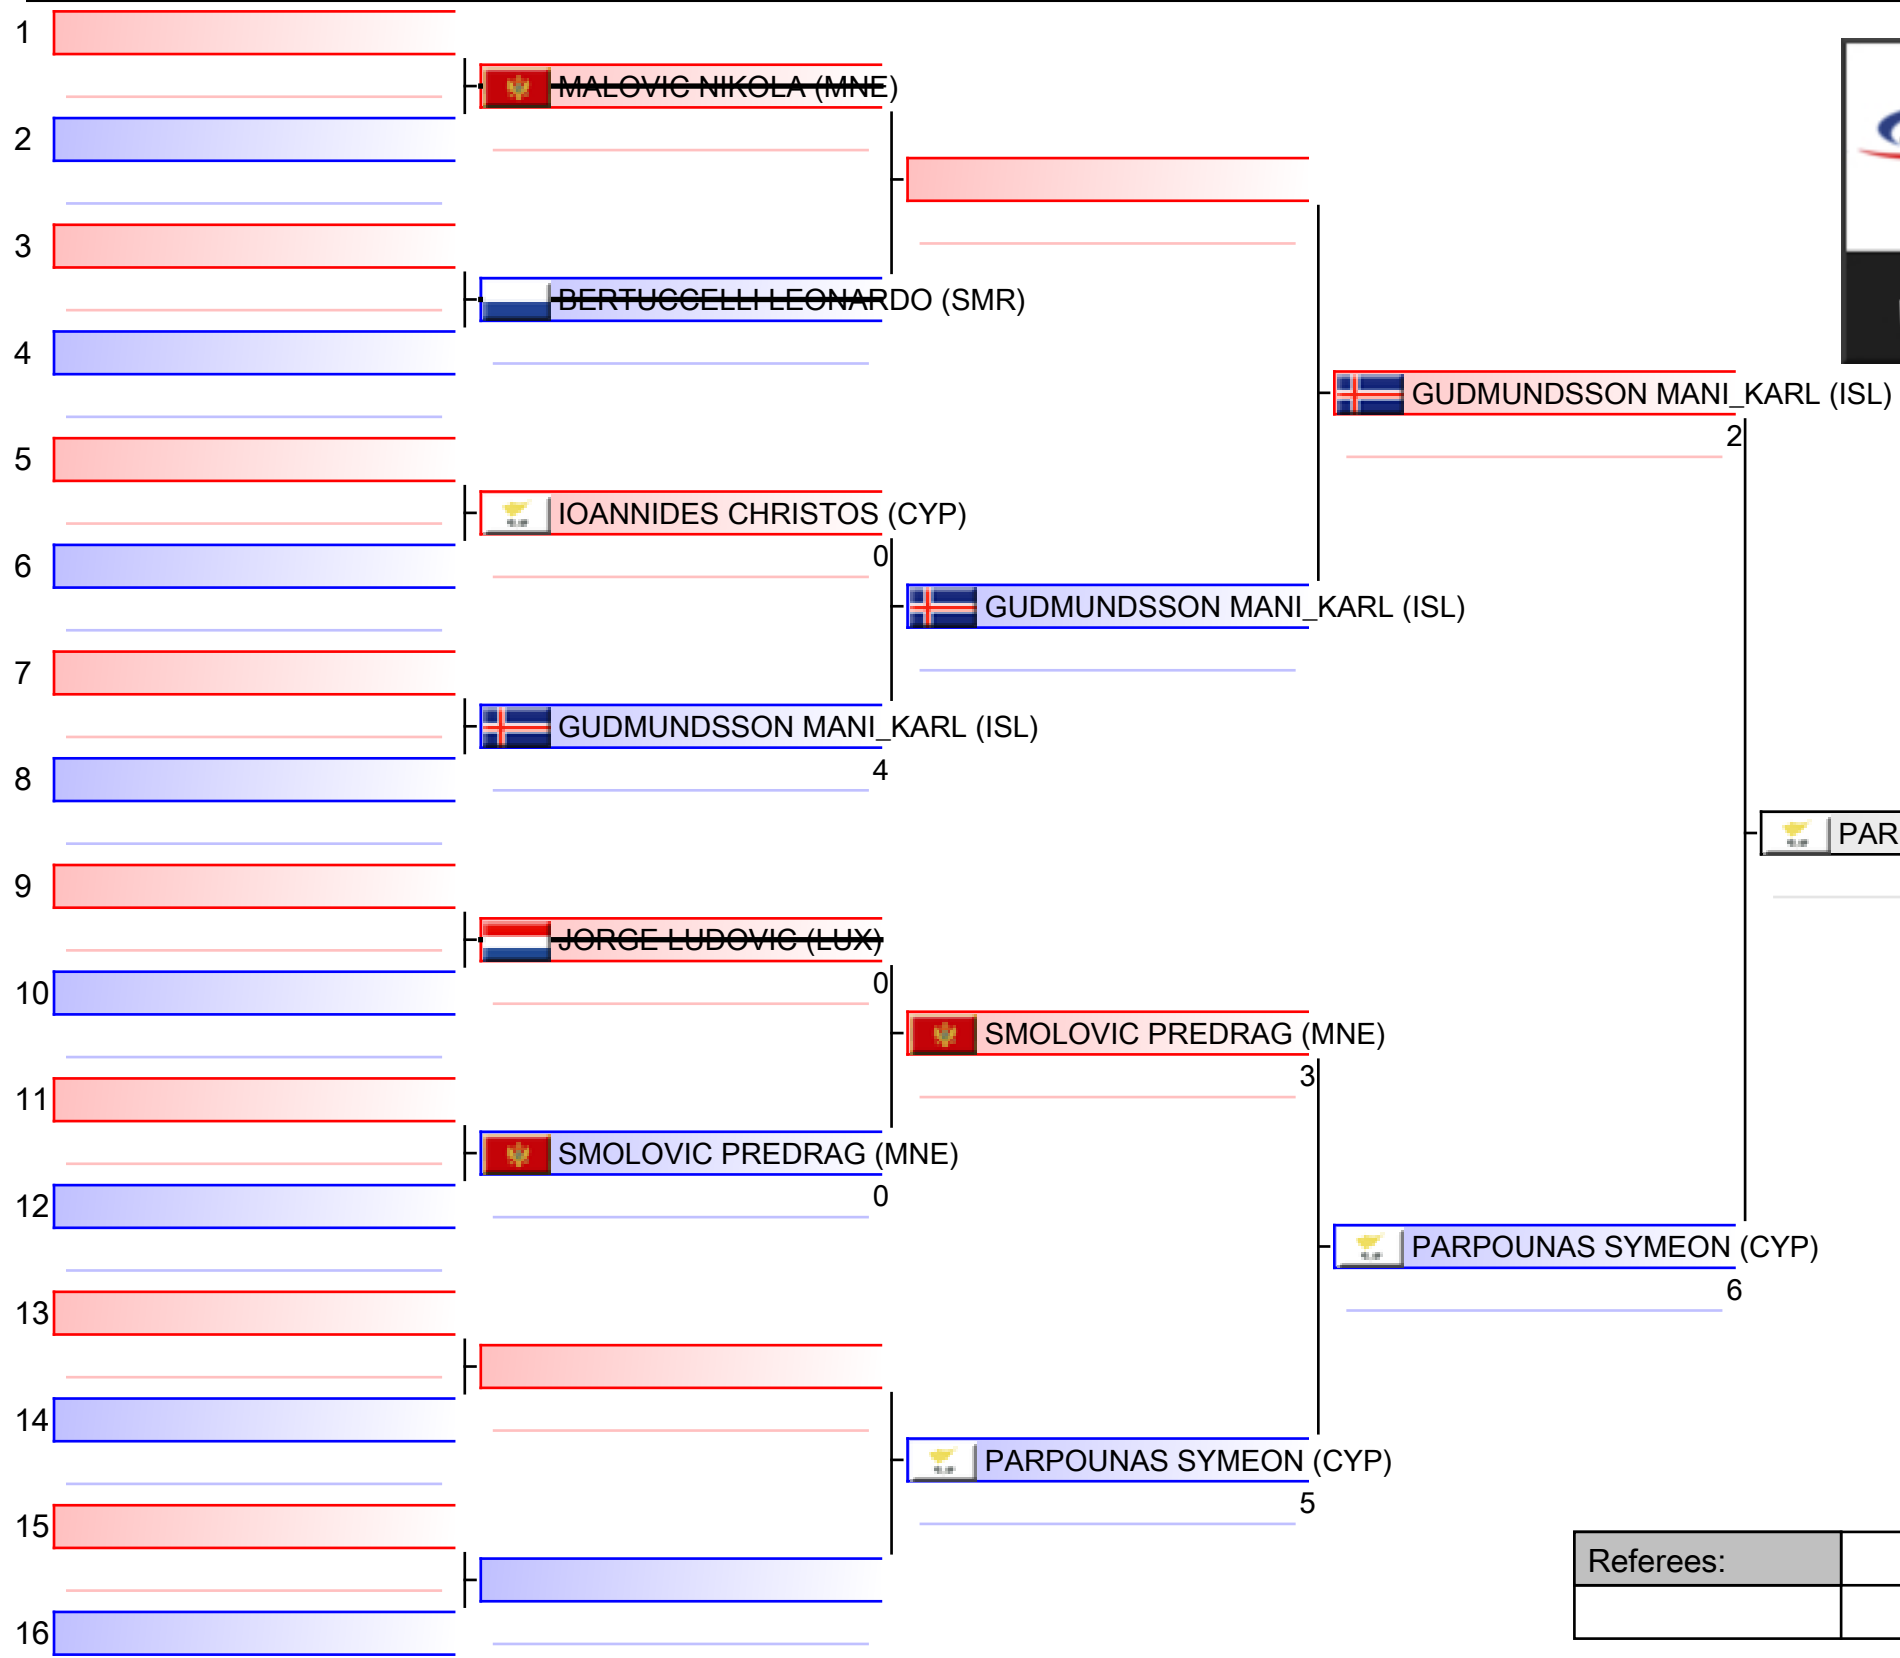 1
MALOVIC NIKOLA (MNE)
2
3
BERTUCCELLI LEONARDO (SMR)
4
GUDMUNDSSON MANI_KARL (ISL)
2
5
IOANNIDES CHRISTOS (CYP)
0
6
GUDMUNDSSON MANI_KARL (ISL)
7
GUDMUNDSSON MANI_KARL (ISL)
4
8
PAR
9
JORGE LUDOVIC (LUX)
0
10
SMOLOVIC PREDRAG (MNE)
3
11
SMOLOVIC PREDRAG (MNE)
0
12
PARPOUNAS SYMEON (CYP)
6
13
14
PARPOUNAS SYMEON (CYP)
5
15
Referees:
16